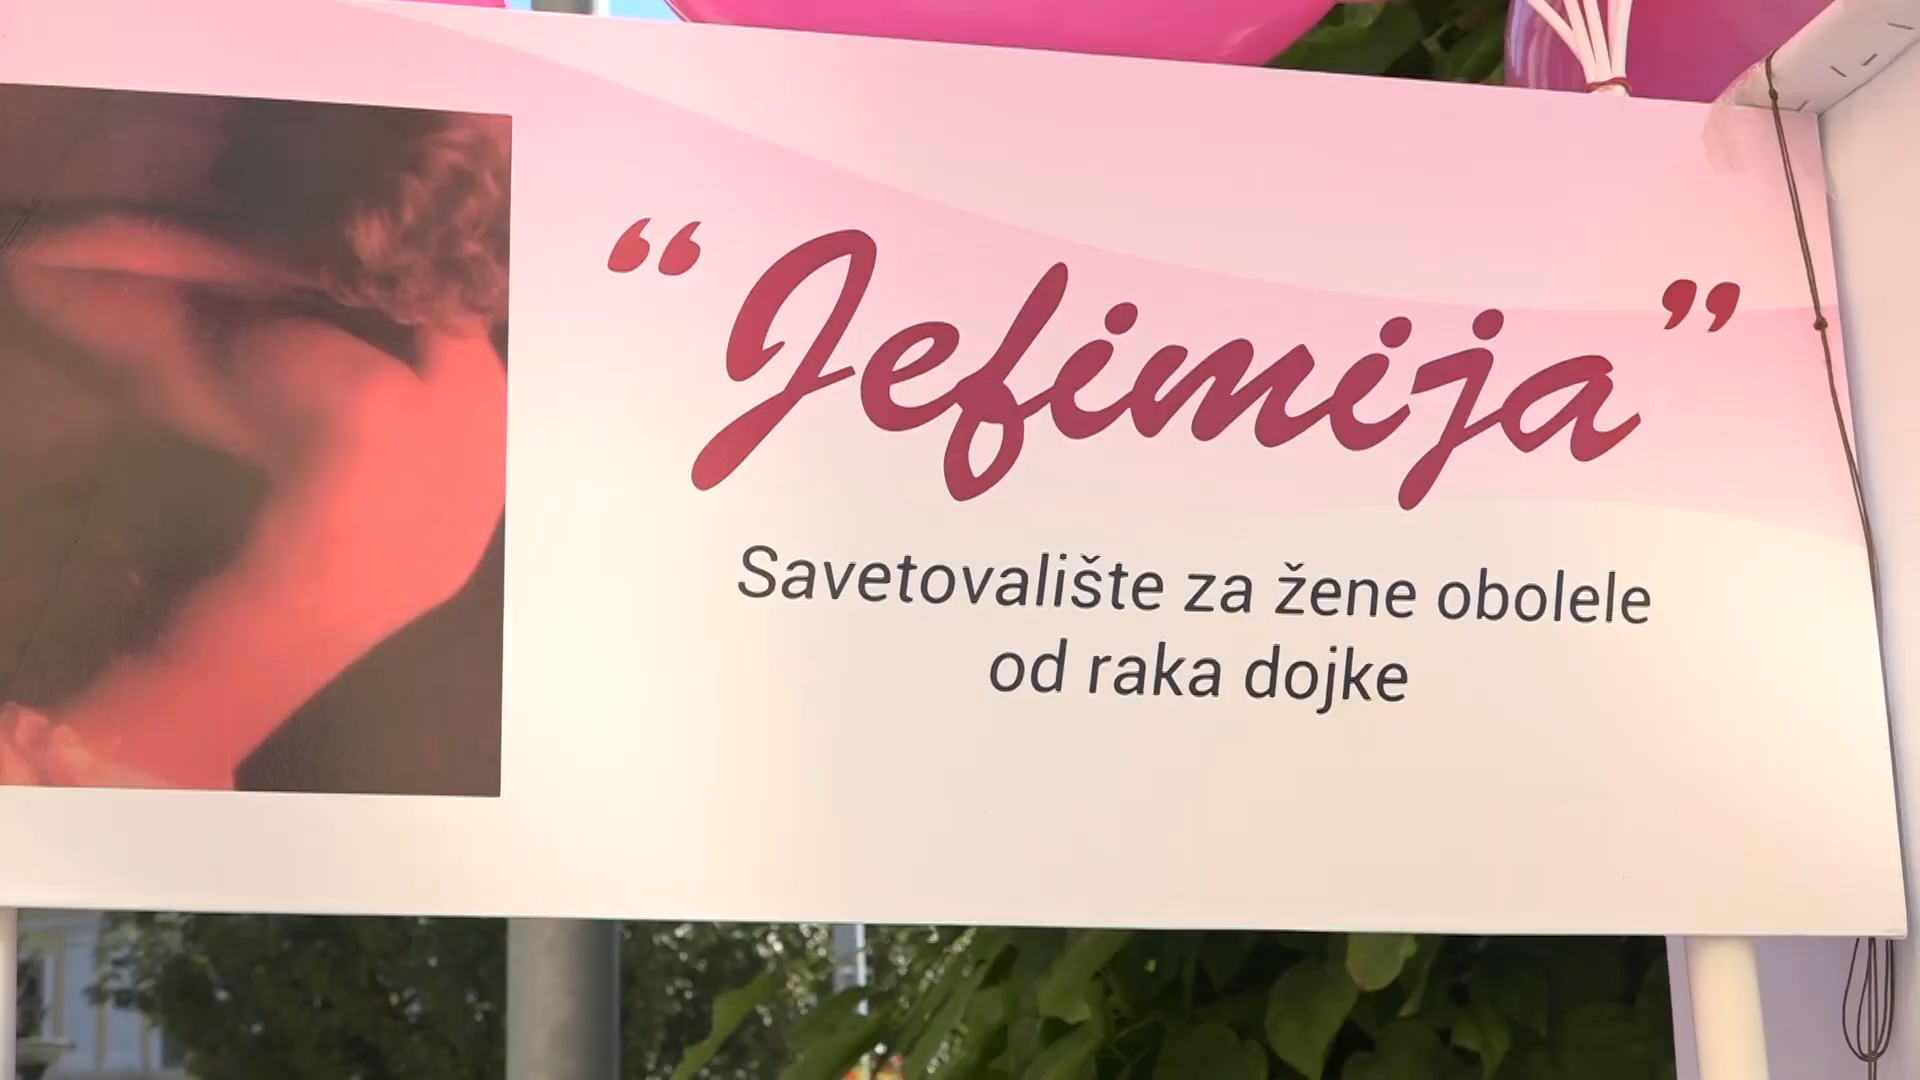 “Jefimija”
Savetovalište za žene obolele
od raka dojke